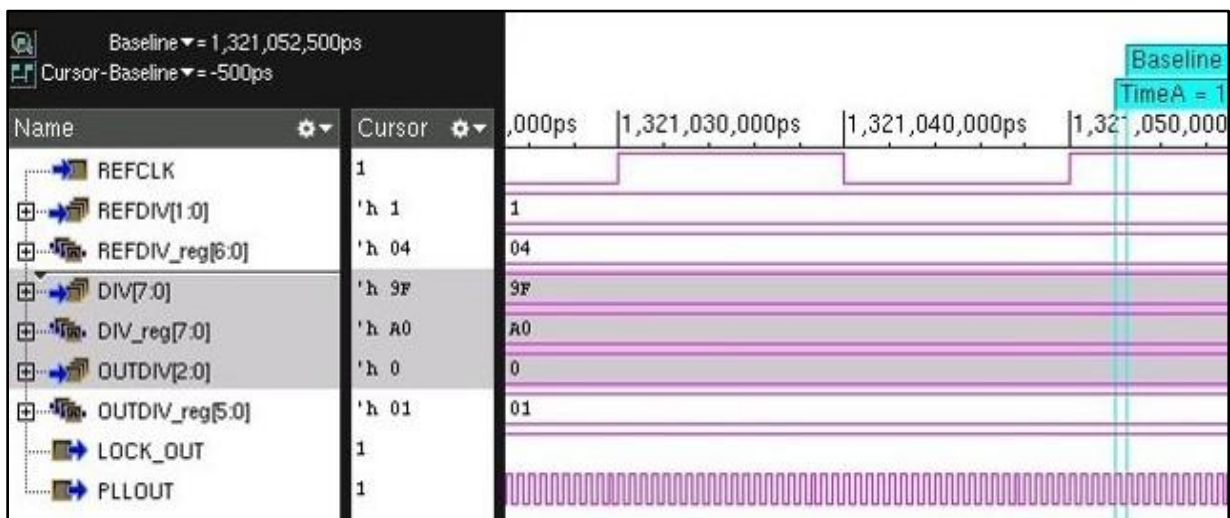 Baseline▼= 1,321,052,500ps
Cursor-Baseline▼= -500ps
Baseline
TimeA = 1
Name Cursor ,000ps 1,321,030,000ps 1,321,040,000ps 1,321,050,000
REFCLK 1
REFDIV[1:0] 'h 1 1
REFDIV_reg[6:0] 'h 04 04
DIV[7:0] 'h 9F 9F
DIV_reg[7:0] 'h A0 A0
OUTDIV[2:0] 'h 0 0
OUTDIV_reg[5:0] 'h 01 01
LOCK_OUT 1
PLLOUT 1